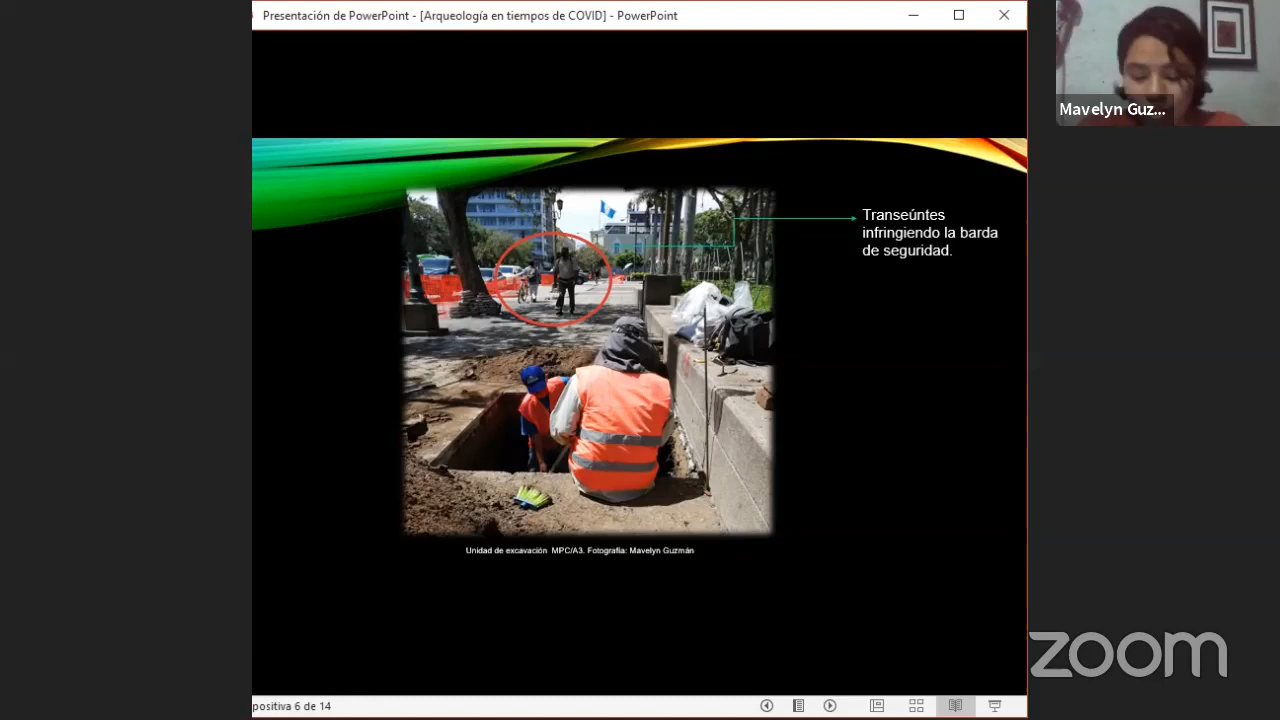 Presentación de PowerPoint - [Arqueología en tiempos de COVID] - PowerPoint
Mavelyn Guz...
Transeúntes
infringiendo la barda
de seguridad.
Unidad de excavación MPC/A3. Fotografía: Mavelyn Guzmán
zoom
positiva 6 de 14